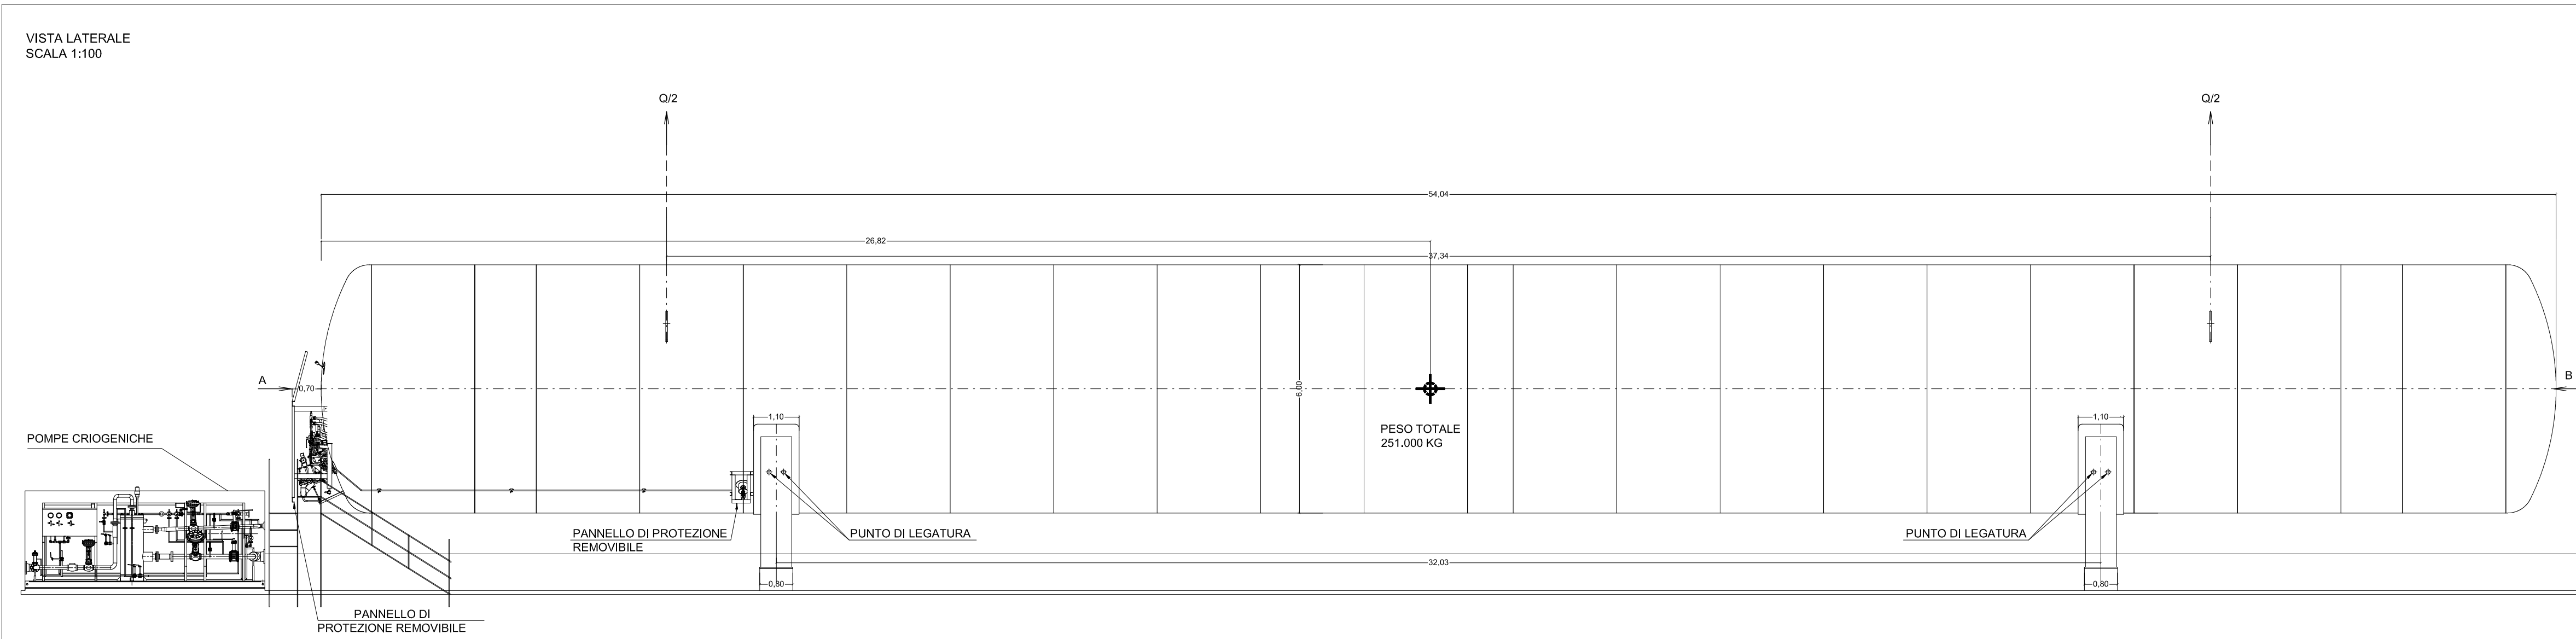 VISTA LATERALE
SCALA 1:100
Q/2
Q/2
54,04
26,82
37,34
A
0,70
6,00
B
1,10
1,10
PESO TOTALE
251.000 KG
POMPE CRIOGENICHE
PANNELLO DI PROTEZIONE
REMOVIBILE
PUNTO DI LEGATURA
PUNTO DI LEGATURA
32,03
0,80
0,80
PANNELLO DI
PROTEZIONE REMOVIBILE